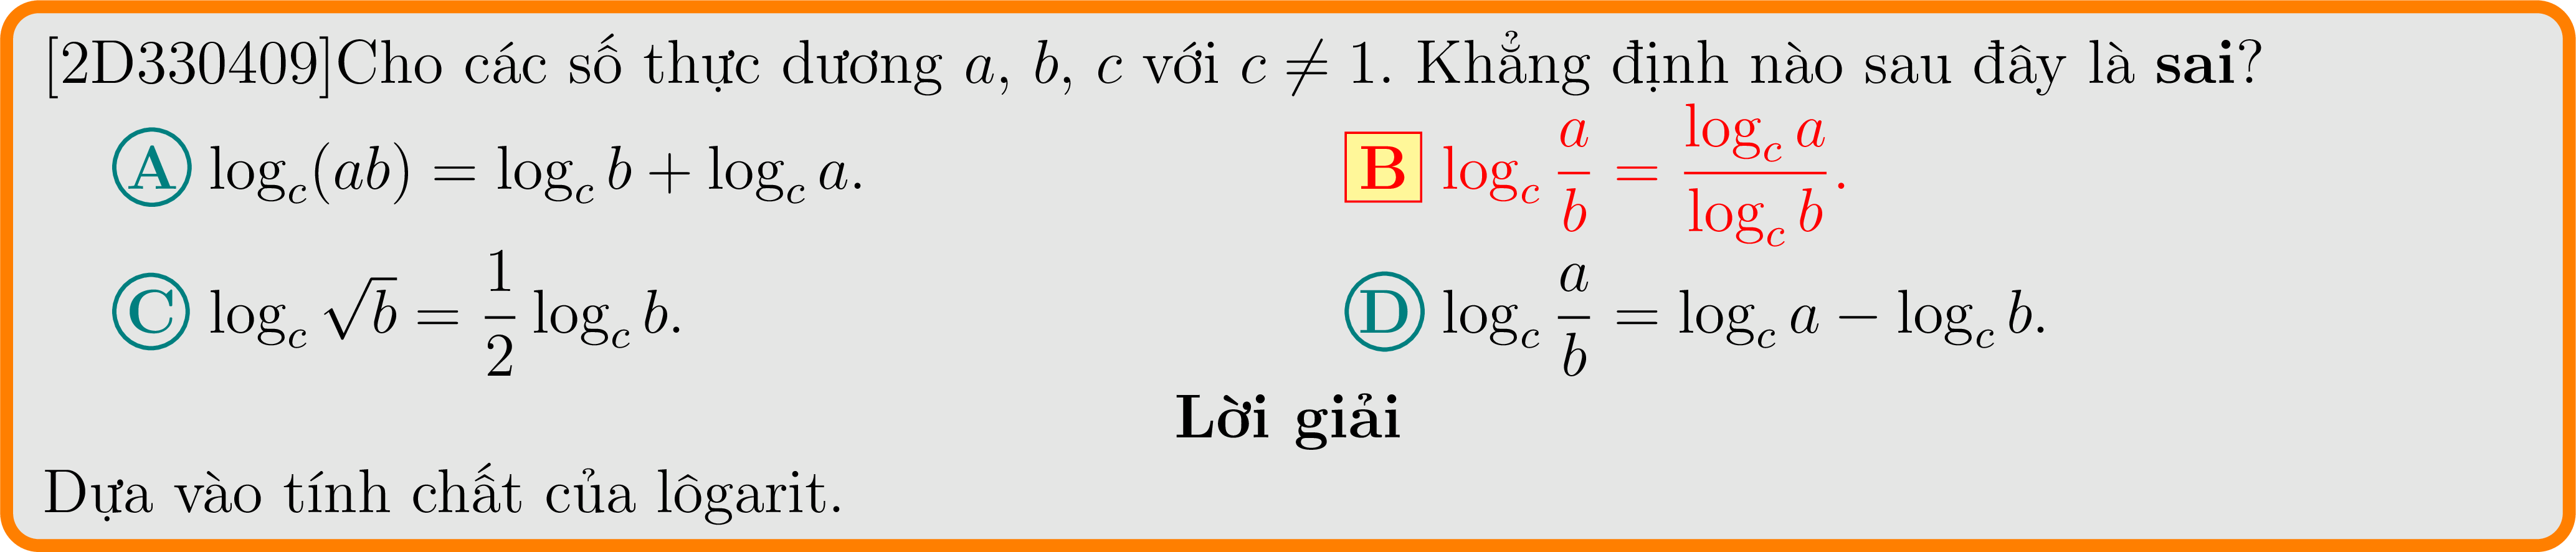 [2D330409]Cho các số thực dương a, b, c với c ≠ 1. Khẳng định nào sau đây là sai?
A log_c(ab) = log_c b + log_c a. B log_c \frac{a}{b} = \frac{log_c a}{log_c b}.
C log_c √b = \frac{1}{2} log_c b. D log_c \frac{a}{b} = log_c a − log_c b.
Lời giải
Dựa vào tính chất của lôgarit.